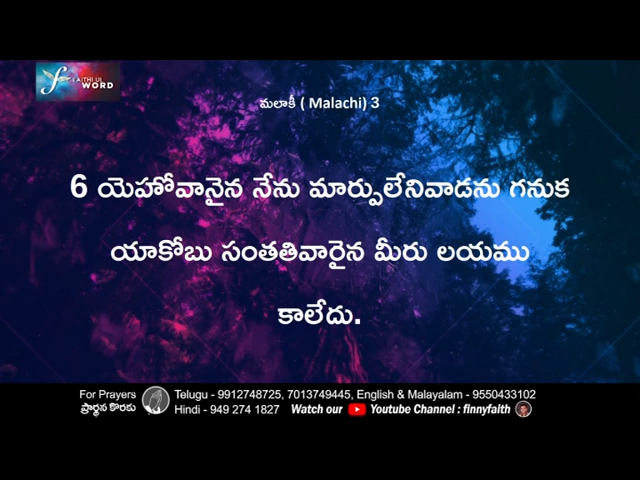 FAITHFUL
WORD
మలాకీ ( Malachi) 3
6 యెహోవానైన నేను మార్పులేనివాడను గనుక
యాకోబు సంతతివారైన మీరు లయము
కాలేదు.
For Prayers
ప్రార్థన కొరకు
Telugu - 9912748725, 7013749445, English & Malayalam - 9550433102
Hindi - 949 274 1827 Watch our Youtube Channel : finnyfaith